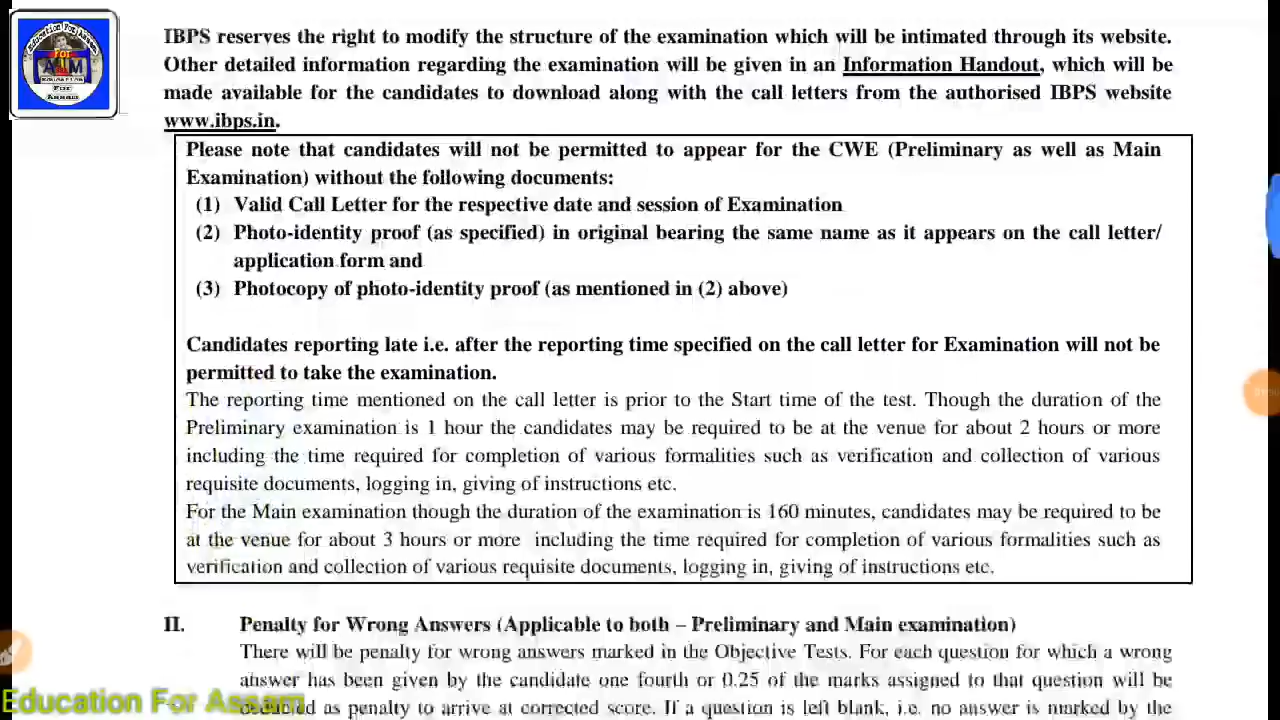 Education For Assam
For
AIM
Education
For
Assam
IBPS reserves the right to modify the structure of the examination which will be intimated through its website.
Other detailed information regarding the examination will be given in an Information Handout, which will be
made available for the candidates to download along with the call letters from the authorised IBPS website
www.ibps.in.
Please note that candidates will not be permitted to appear for the CWE (Preliminary as well as Main
Examination) without the following documents:
(1) Valid Call Letter for the respective date and session of Examination
(2) Photo-identity proof (as specified) in original bearing the same name as it appears on the call letter/
application form and
(3) Photocopy of photo-identity proof (as mentioned in (2) above)
Candidates reporting late i.e. after the reporting time specified on the call letter for Examination will not be
permitted to take the examination.
The reporting time mentioned on the call letter is prior to the Start time of the test. Though the duration of the
Preliminary examination is 1 hour the candidates may be required to be at the venue for about 2 hours or more
including the time required for completion of various formalities such as verification and collection of various
requisite documents, logging in, giving of instructions etc.
For the Main examination though the duration of the examination is 160 minutes, candidates may be required to be
at the venue for about 3 hours or more including the time required for completion of various formalities such as
verification and collection of various requisite documents, logging in, giving of instructions etc.
II. Penalty for Wrong Answers (Applicable to both – Preliminary and Main examination)
There will be penalty for wrong answers marked in the Objective Tests. For each question for which a wrong
answer has been given by the candidate one fourth or 0.25 of the marks assigned to that question will be
Education For Assam
deducted as penalty to arrive at corrected score. If a question is left blank, i.e. no answer is marked by the